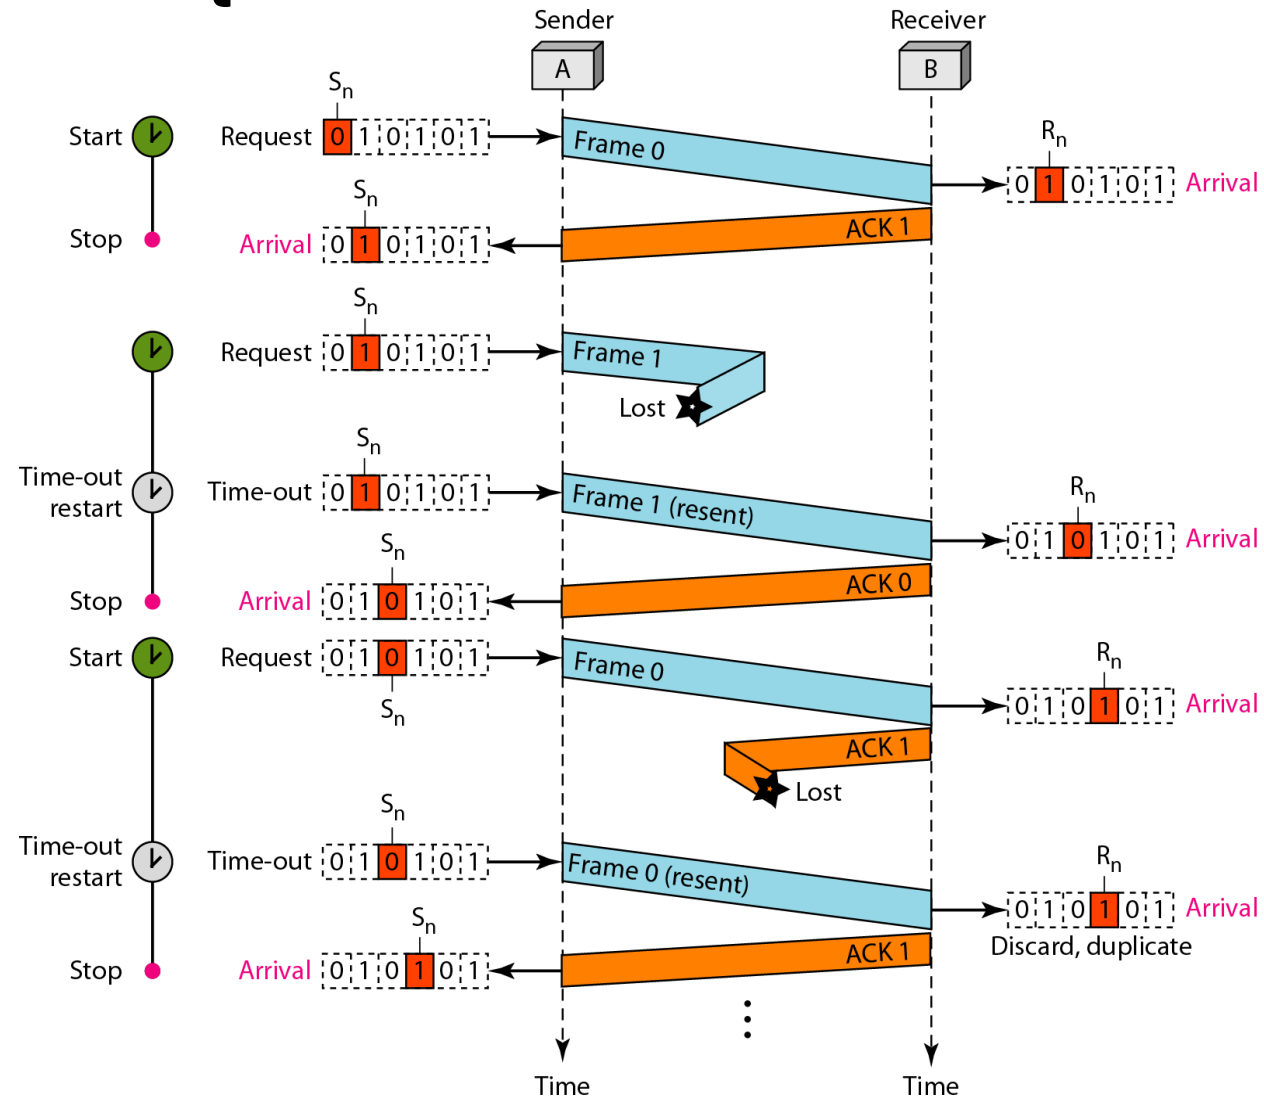 Sender Receiver
A B
Sn
Start Request 0 1 0 1 0 1 Frame 0
Rn
0 1 0 1 0 1 Arrival
Sn
ACK 1
Stop Arrival 0 1 0 1 0 1
Sn
Request 0 1 0 1 0 1 Frame 1
Lost
Sn
Time-out
restart
Time-out 0 1 0 1 0 1 Frame 1 (resent)
Rn
0 1 0 1 0 1 Arrival
Sn
ACK 0
Stop Arrival 0 1 0 1 0 1
Start Request 0 1 0 1 0 1 Frame 0
Sn
Rn
0 1 0 1 0 1 Arrival
ACK 1
Lost
Sn
Time-out
restart
Time-out 0 1 0 1 0 1 Frame 0 (resent)
Rn
0 1 0 1 0 1 Arrival
Discard, duplicate
Sn
ACK 1
Stop Arrival 0 1 0 1 0 1
Time Time